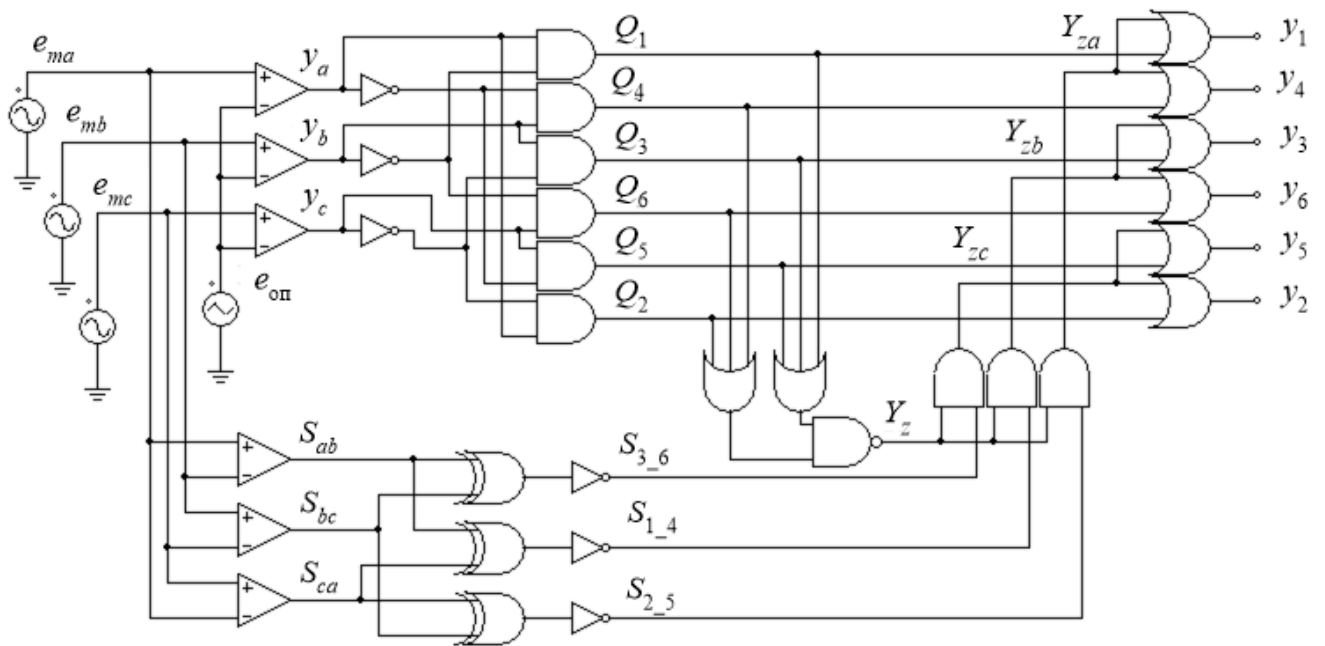 e_ma
e_mb
e_mc
y_a
y_b
y_c
e_оп
+
−
+
−
+
−
Q_1
Q_4
Q_3
Q_6
Q_5
Q_2
Y_za
Y_zb
Y_zc
y_1
y_4
y_3
y_6
y_5
y_2
Y_z
S_ab
S_bc
S_ca
+
−
+
−
+
−
S_3_6
S_1_4
S_2_5